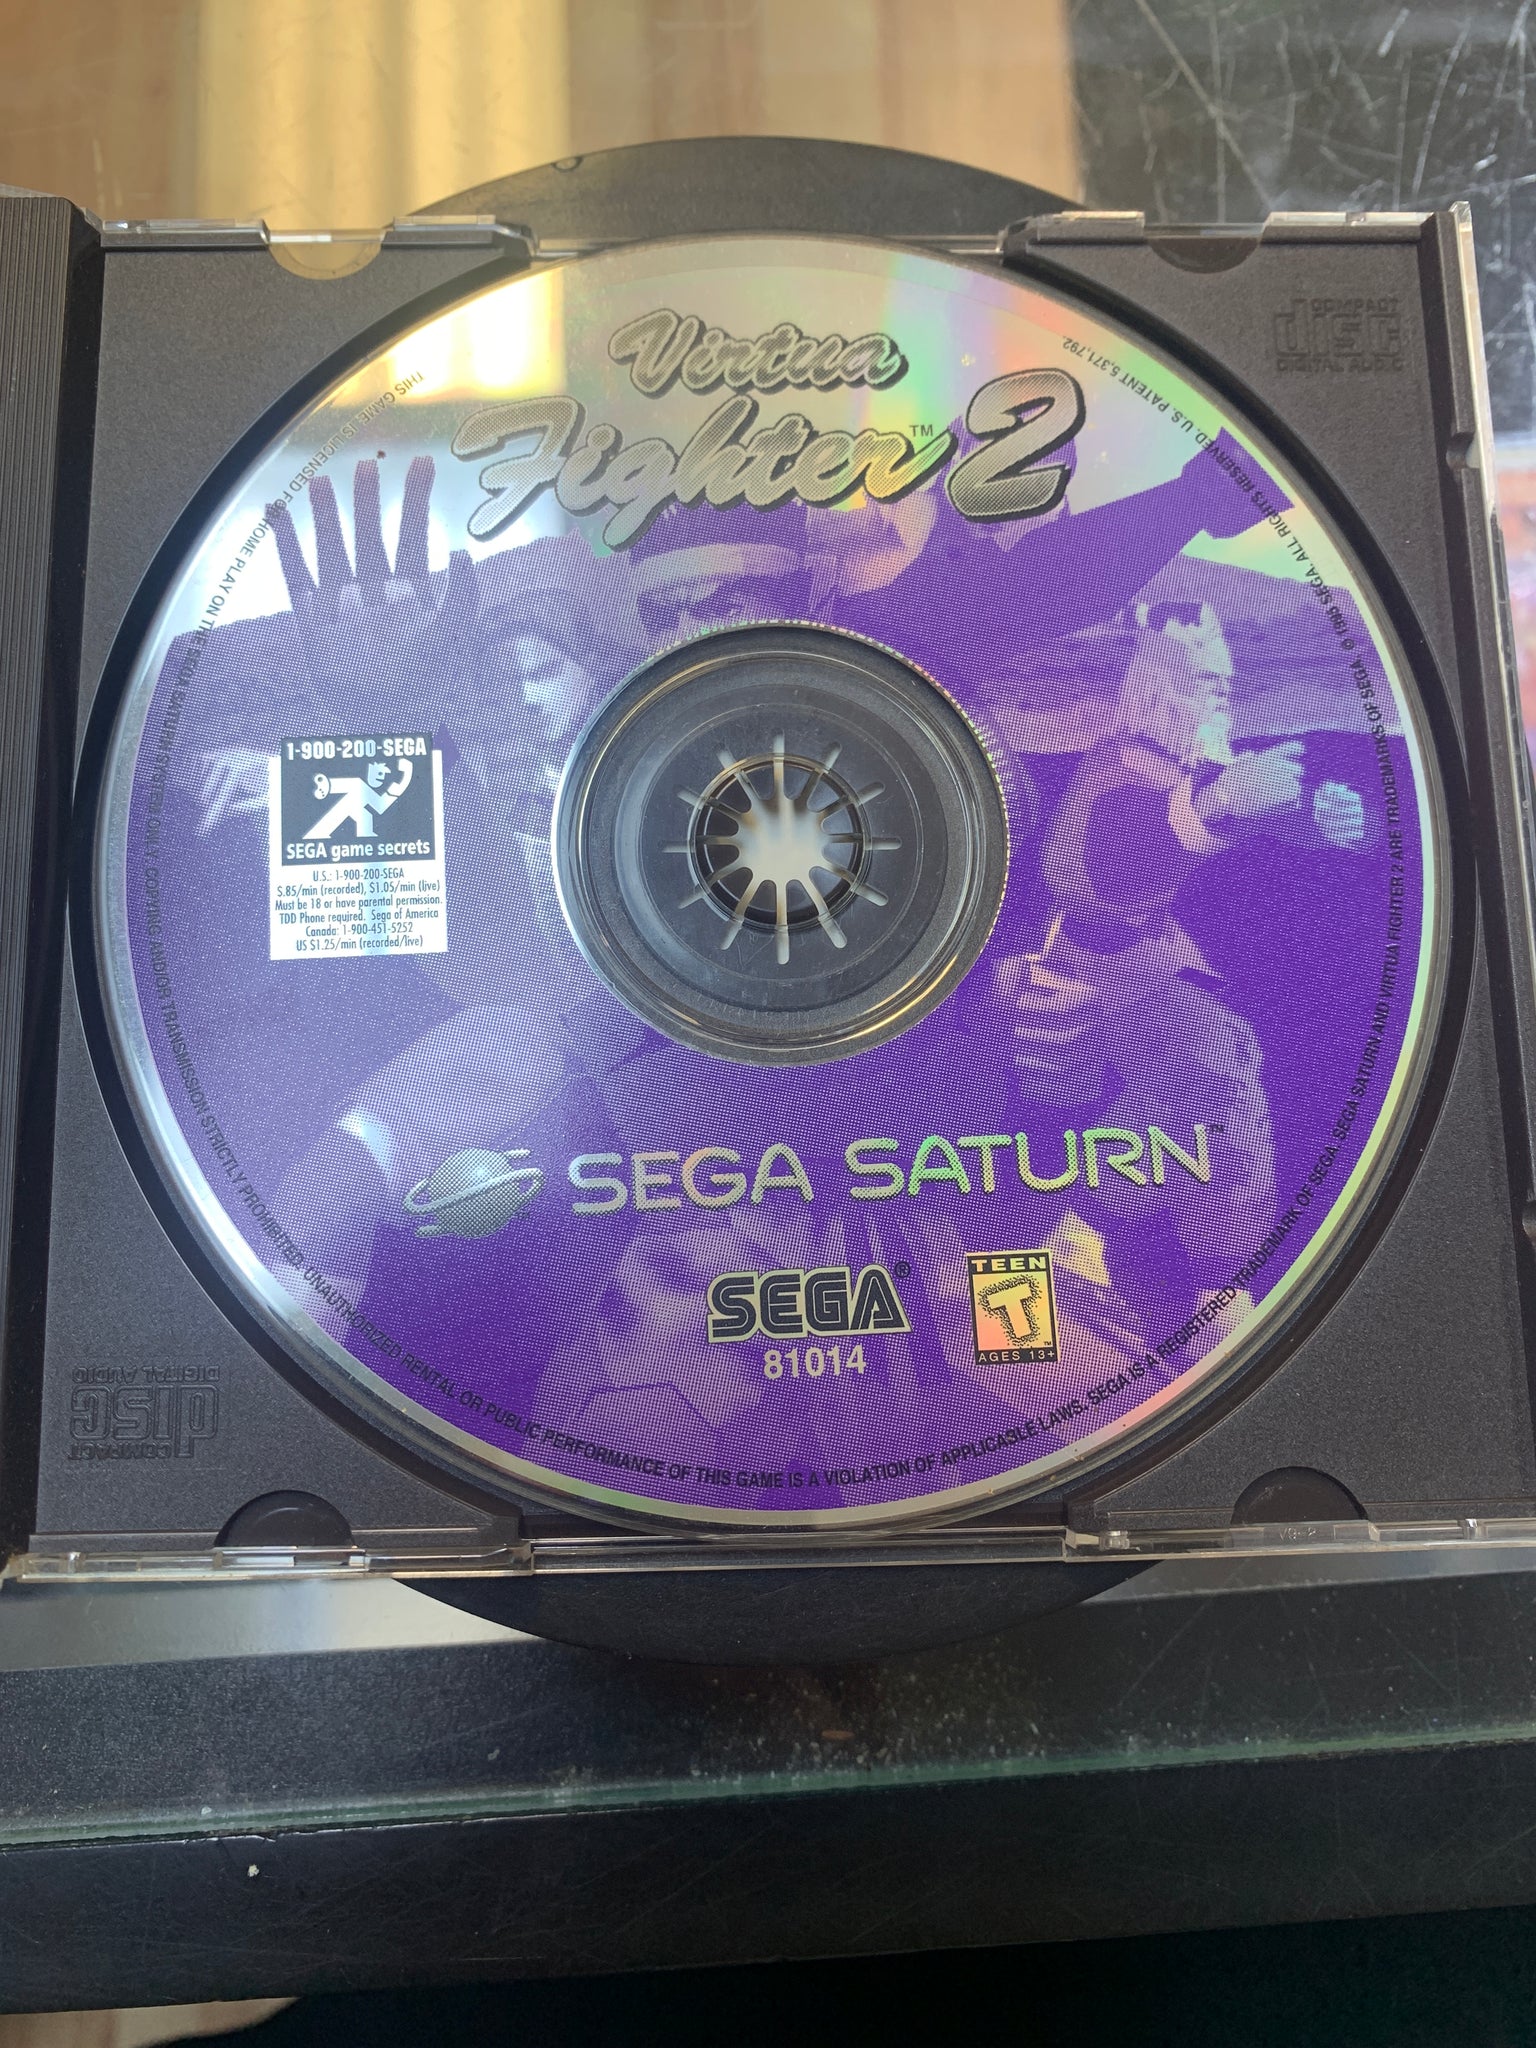 Virtua
Fighter™ 2
1-900-200-SEGA
SEGA game secrets
U.S.: 1-900-200-SEGA
$.85/min (recorded), $1.05/min (live)
Must be 18 or have parental permission.
TDD Phone required. Sega of America
Canada: 1-900-451-5252
US $1.25/min (recorded/live)
SEGA SATURN™
SEGA®
81014
TEEN
T
AGES 13+
THIS GAME IS LICENSED FOR HOME PLAY ON THE SEGA SATURN SYSTEM ONLY. COPYING AND/OR TRANSMISSION STRICTLY PROHIBITED. UNAUTHORIZED RENTAL OR PUBLIC PERFORMANCE OF THIS GAME IS A VIOLATION OF APPLICABLE LAWS. SEGA IS A REGISTERED TRADEMARK OF SEGA. SEGA SATURN AND VIRTUA FIGHTER 2 ARE TRADEMARKS OF SEGA. © 1995 SEGA. ALL RIGHTS RESERVED. U.S. PATENT 5,371,792.
COMPACT
disc
DIGITAL AUDIO
COMPACT
disc
DIGITAL AUDIO